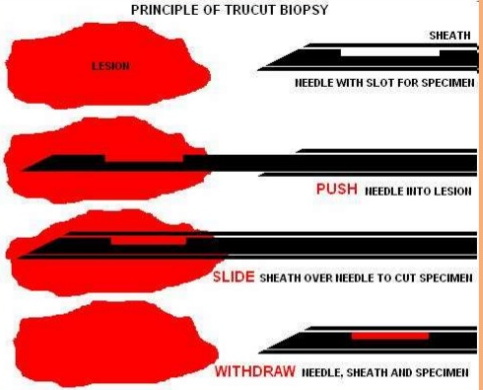 PRINCIPLE OF TRUCUT BIOPSY
SHEATH
LESION
NEEDLE WITH SLOT FOR SPECIMEN
PUSH NEEDLE INTO LESION
SLIDE SHEATH OVER NEEDLE TO CUT SPECIMEN
WITHDRAW NEEDLE, SHEATH AND SPECIMEN